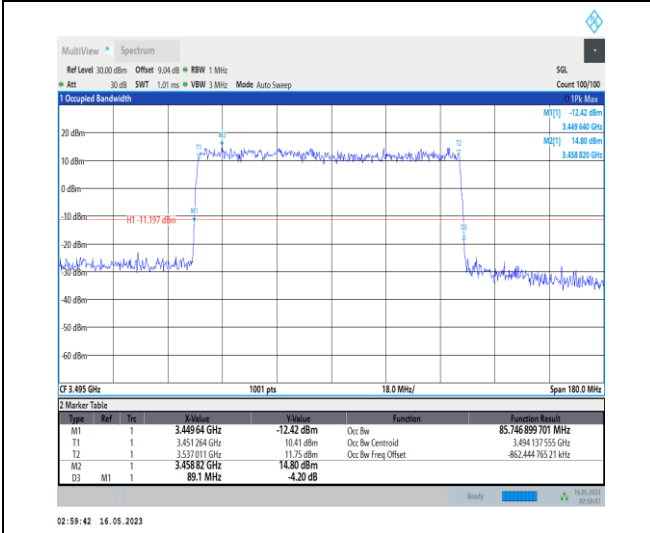 MultiView Spectrum
Ref Level 30.00 dBm Offset 9.04 dB RBW 1 MHz SGL
Att 30 dB SWT 1.01 ms VBW 3 MHz Mode Auto Sweep Count 100/100
1 Occupied Bandwidth 1Pk Max
M1[1] -12.42 dBm
3.449 640 GHz
20 dBm M2 M2[1] 14.80 dBm
T1 T2 3.458 820 GHz
10 dBm
0 dBm
-10 dBm H1 -11.197 dBm M1
D3
-20 dBm
-30 dBm
-40 dBm
-50 dBm
-60 dBm
CF 3.495 GHz 1001 pts 18.0 MHz/ Span 180.0 MHz
2 Marker Table
Type Ref Trc X-Value Y-Value Function Function Result
M1 1 3.449 64 GHz -12.42 dBm Occ Bw 85.746 899 701 MHz
T1 1 3.451 264 GHz 10.41 dBm Occ Bw Centroid 3.494 137 555 GHz
T2 1 3.537 011 GHz 11.75 dBm Occ Bw Freq Offset -862.444 765 21 kHz
M2 1 3.458 82 GHz 14.80 dBm
D3 M1 1 89.1 MHz -4.20 dB
Ready 16.05.2023
02:59:41
02:59:42 16.05.2023